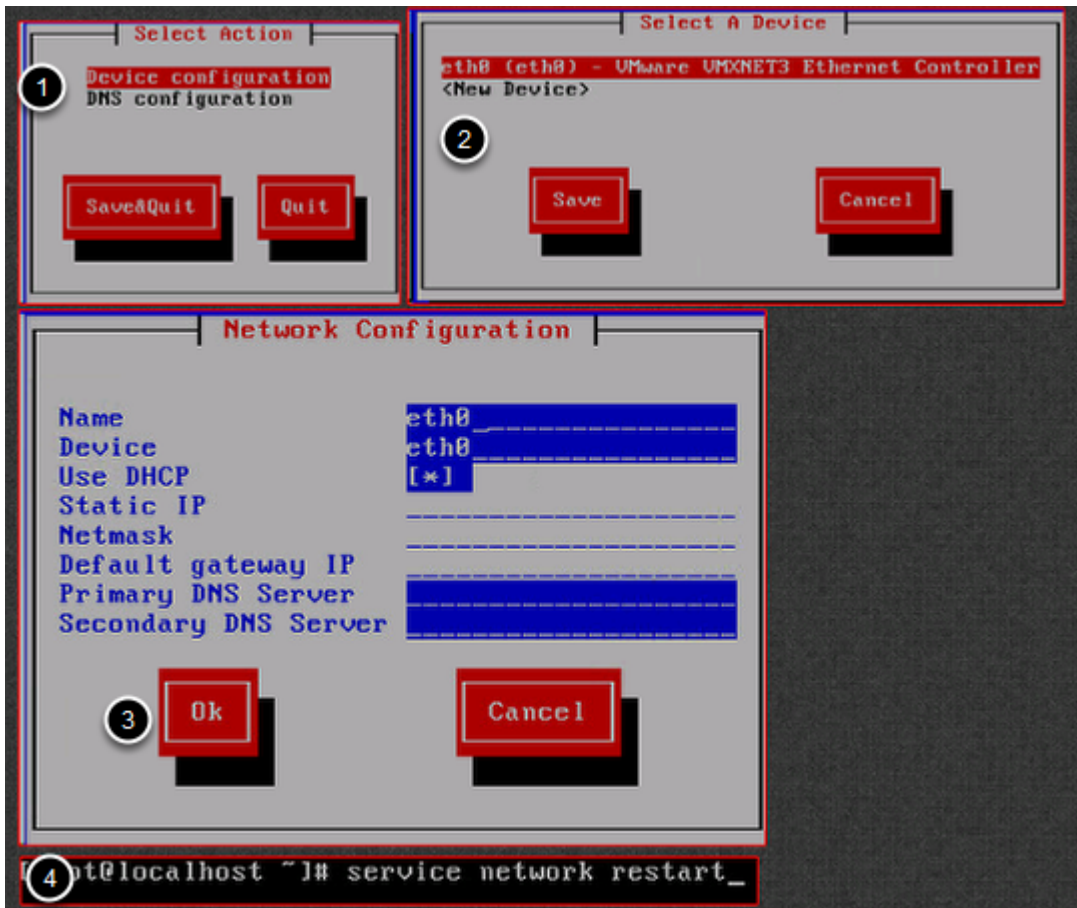 Select Action
1
Device configuration
DNS configuration
Save&Quit
Quit
Select A Device
eth0 (eth0) - VMware VMXNET3 Ethernet Controller
<New Device>
2
Save
Cancel
Network Configuration
Name eth0
Device eth0
Use DHCP [*]
Static IP
Netmask
Default gateway IP
Primary DNS Server
Secondary DNS Server
3
Ok
Cancel
4
ot@localhost ~]# service network restart_